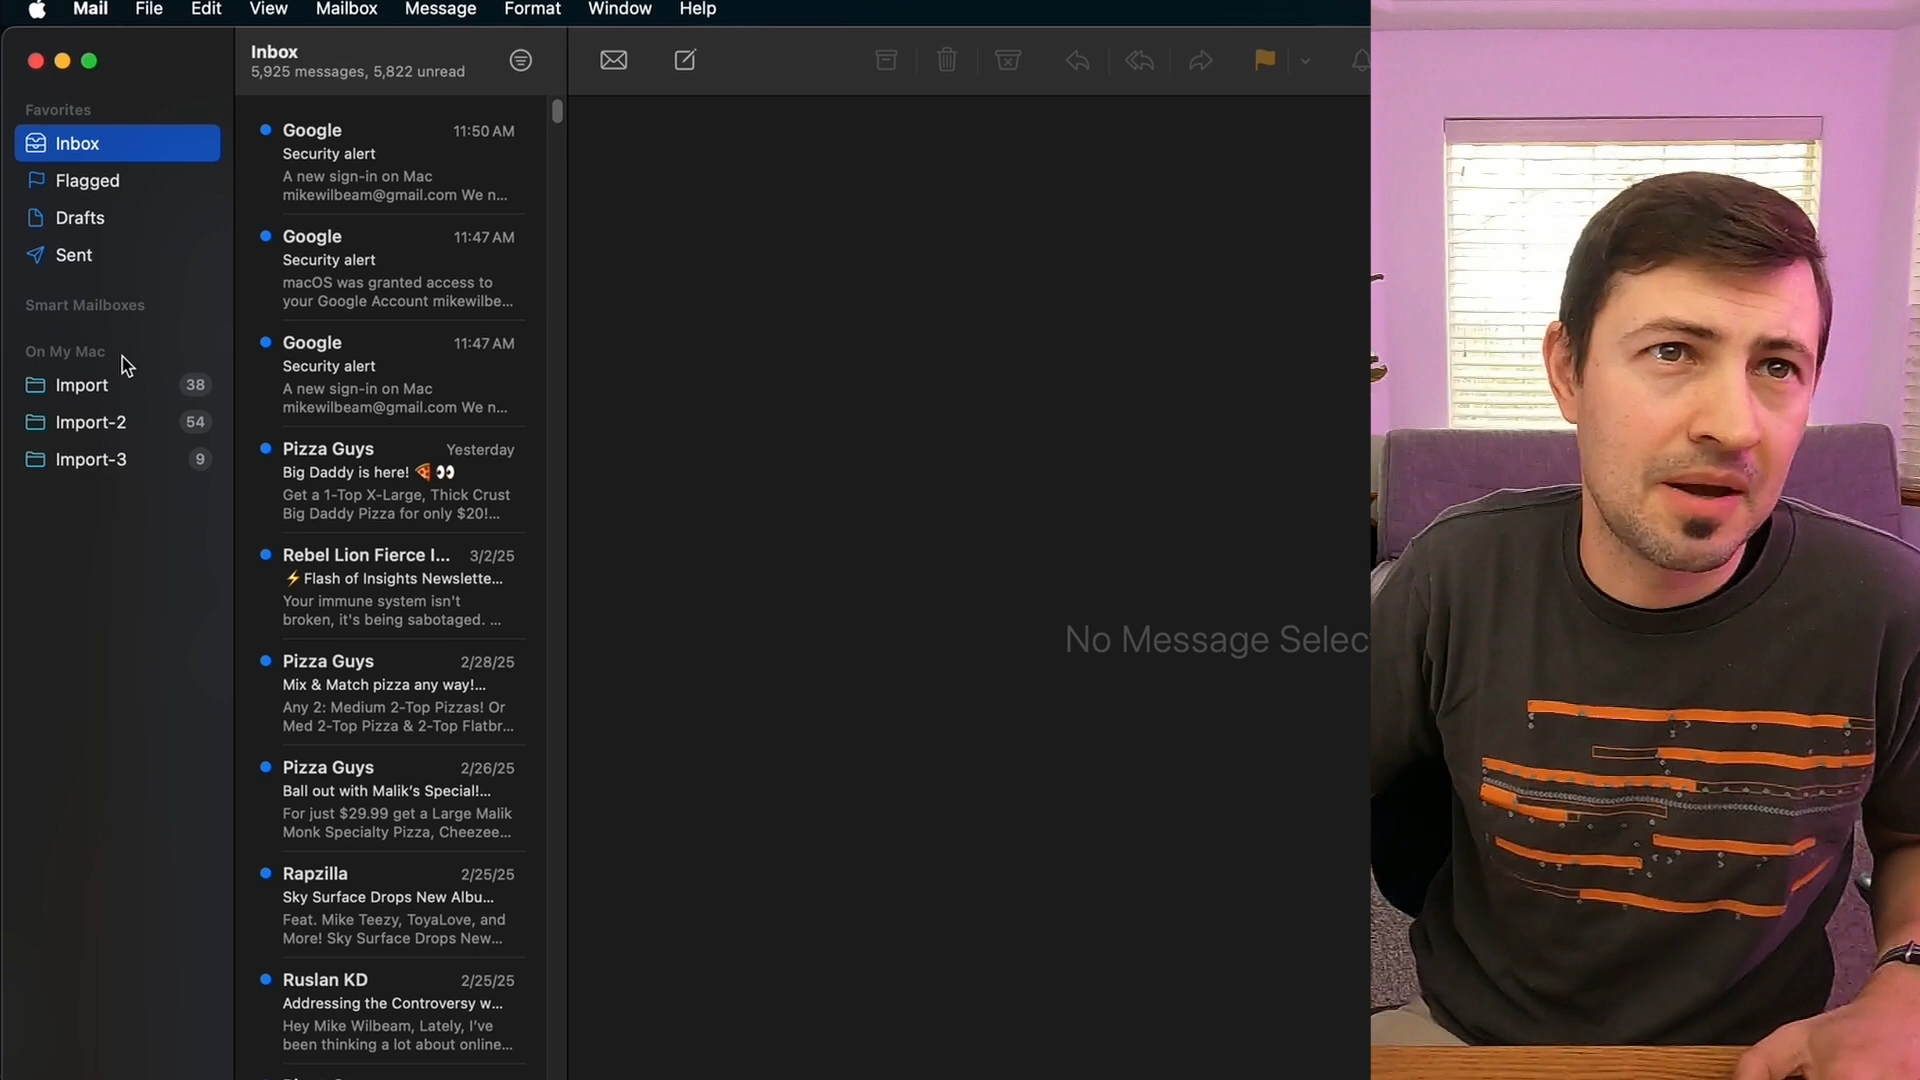 Mail File Edit View Mailbox Message Format Window Help
Favorites
Inbox
Flagged
Drafts
Sent
Smart Mailboxes
On My Mac
Import 38
Import-2 54
Import-3 9
Inbox
5,925 messages, 5,822 unread
Google 11:50 AM
Security alert
A new sign-in on Mac
mikewilbeam@gmail.com We n...
Google 11:47 AM
Security alert
macOS was granted access to
your Google Account mikewilbe...
Google 11:47 AM
Security alert
A new sign-in on Mac
mikewilbeam@gmail.com We n...
Pizza Guys Yesterday
Big Daddy is here! 🍕👀
Get a 1-Top X-Large, Thick Crust
Big Daddy Pizza for only $20!...
Rebel Lion Fierce I... 3/2/25
⚡Flash of Insights Newslette...
Your immune system isn't
broken, it's being sabotaged. ...
Pizza Guys 2/28/25
Mix & Match pizza any way!...
Any 2: Medium 2-Top Pizzas! Or
Med 2-Top Pizza & 2-Top Flatbr...
Pizza Guys 2/26/25
Ball out with Malik's Special!...
For just $29.99 get a Large Malik
Monk Specialty Pizza, Cheezee...
Rapzilla 2/25/25
Sky Surface Drops New Albu...
Feat. Mike Teezy, ToyaLove, and
More! Sky Surface Drops New...
Ruslan KD 2/25/25
Addressing the Controversy w...
Hey Mike Wilbeam, Lately, I've
been thinking a lot about online...
No Message Selec